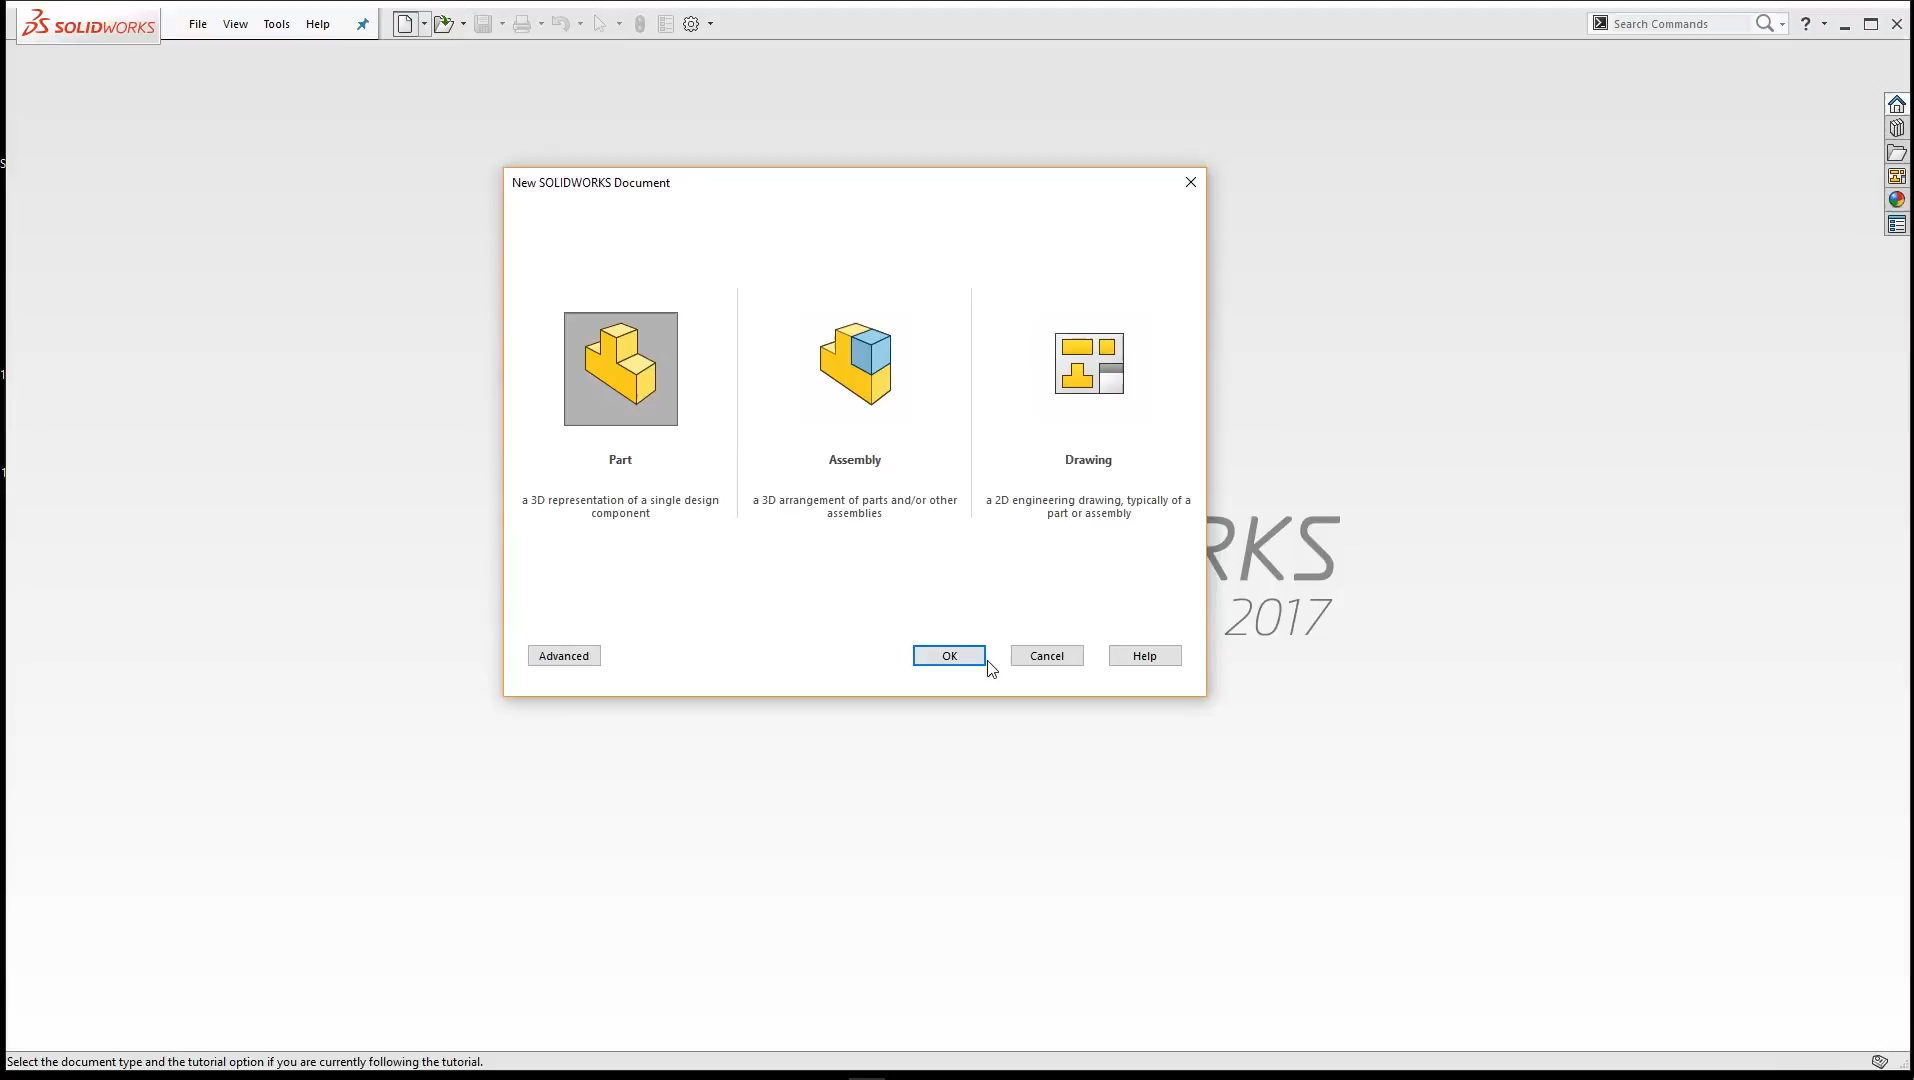 SOLIDWORKS
File View Tools Help
Search Commands
?
New SOLIDWORKS Document
Part
a 3D representation of a single design
component
Assembly
a 3D arrangement of parts and/or other
assemblies
Drawing
a 2D engineering drawing, typically of a
part or assembly
RKS
2017
Advanced
OK
Cancel
Help
Select the document type and the tutorial option if you are currently following the tutorial.